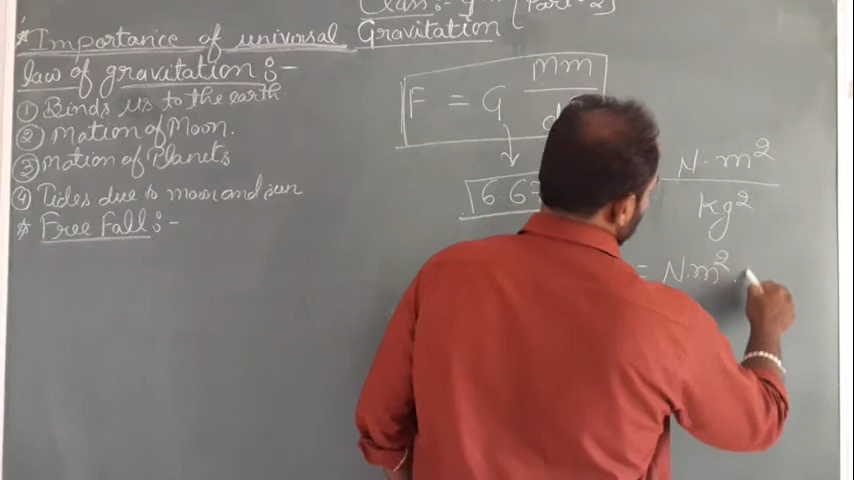 Class:- 9th [Part-2]
Gravitation
* Importance of universal
law of gravitation :-
① Binds us to the earth
② Mation of Moon.
③ Mation of Planets
④ Tides due to moon and sun
* Free Fall :-
F = G Mm
d
6.67
N.m²
kg²
= N.m².